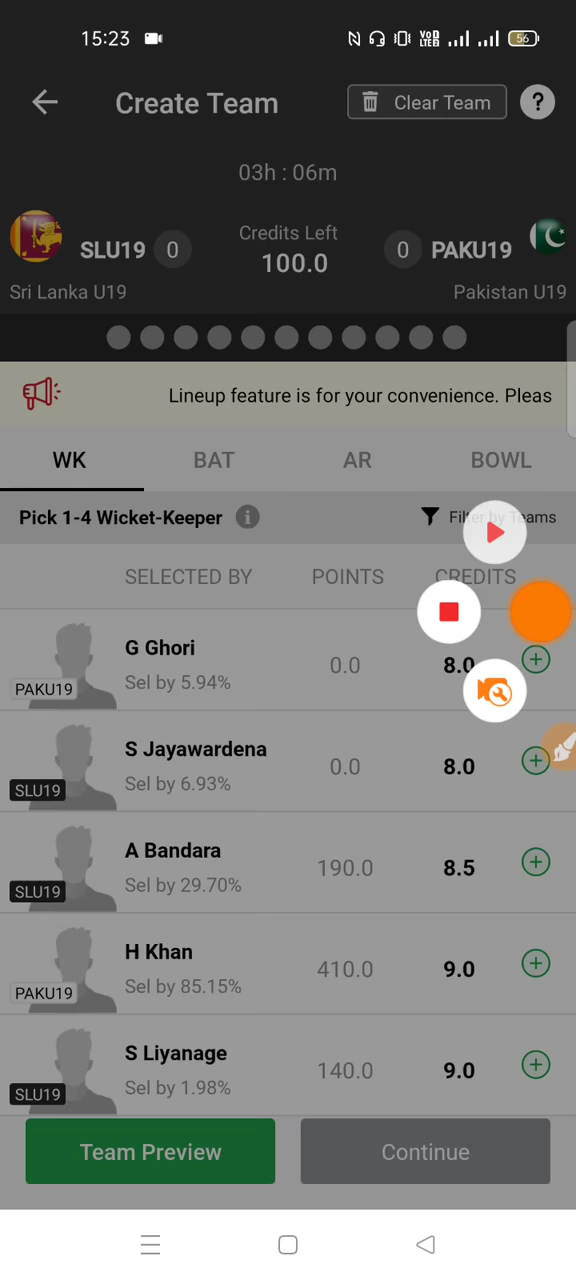 15:23
VoD LTED 56
Create Team
Clear Team ?
03h : 06m
SLU19 0 Credits Left 0 PAKU19
100.0
Sri Lanka U19 Pakistan U19
Lineup feature is for your convenience. Pleas
WK BAT AR BOWL
Pick 1-4 Wicket-Keeper i Filter by Teams
SELECTED BY POINTS CREDITS
G Ghori
PAKU19 Sel by 5.94% 0.0 8.0
S Jayawardena
SLU19 Sel by 6.93% 0.0 8.0
A Bandara
SLU19 Sel by 29.70% 190.0 8.5
H Khan
PAKU19 Sel by 85.15% 410.0 9.0
S Liyanage
SLU19 Sel by 1.98% 140.0 9.0
Team Preview Continue